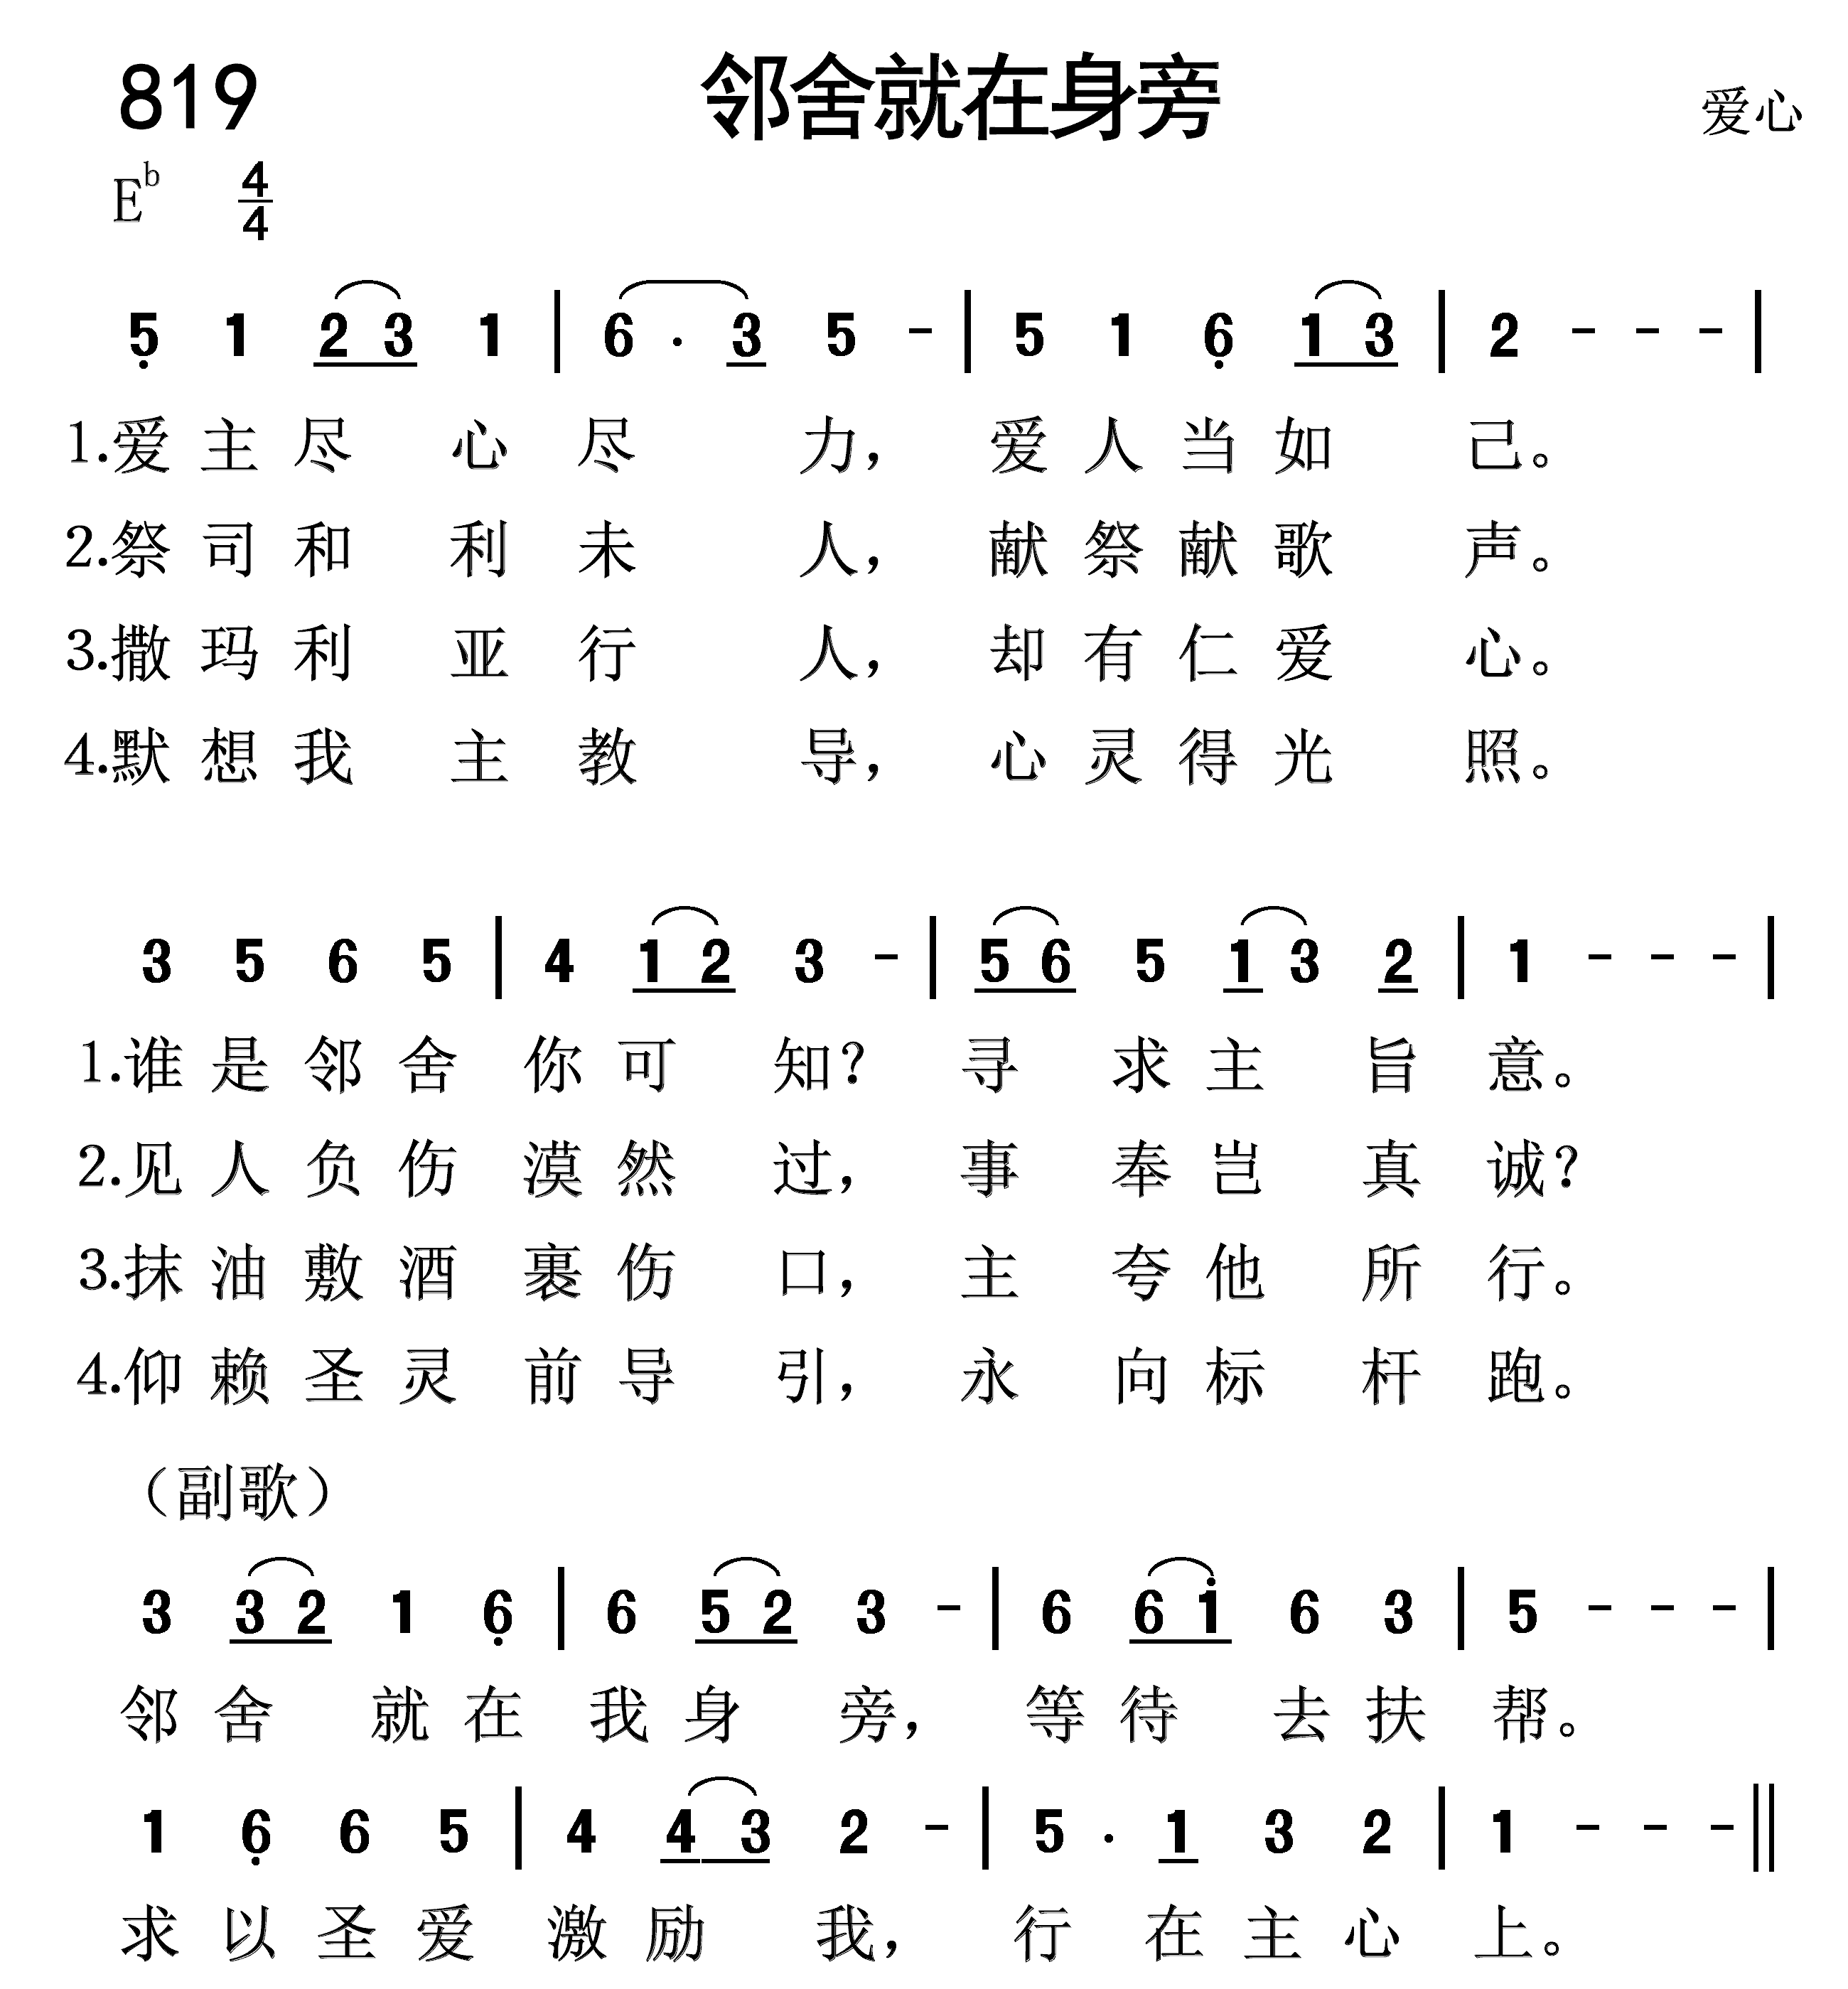 819 邻舍就在身旁 爱心
E♭ 4/4
5̣ 1 2 3 1 | 6 · 3 5 - | 5 1 6̣ 1 3 | 2 - - - |
1.爱主尽心尽力，爱人当如己。
2.祭司和利未人，献祭献歌声。
3.撒玛利亚行人，却有仁爱心。
4.默想我主教导，心灵得光照。
3 5 6 5 | 4 1 2 3 - | 5 6 5 1 3 2 | 1 - - - |
1.谁是邻舍你可知？寻求主旨意。
2.见人负伤漠然过，事奉岂真诚？
3.抹油敷酒裹伤口，主夸他所行。
4.仰赖圣灵前导引，永向标杆跑。
（副歌）
3 3 2 1 6̣ | 6 5 2 3 - | 6 6 1̇ 6 3 | 5 - - - |
邻舍就在我身旁，等待去扶帮。
1 6̣ 6 5 | 4 4 3 2 - | 5 · 1 3 2 | 1 - - - ||
求以圣爱激励我，行在主心上。